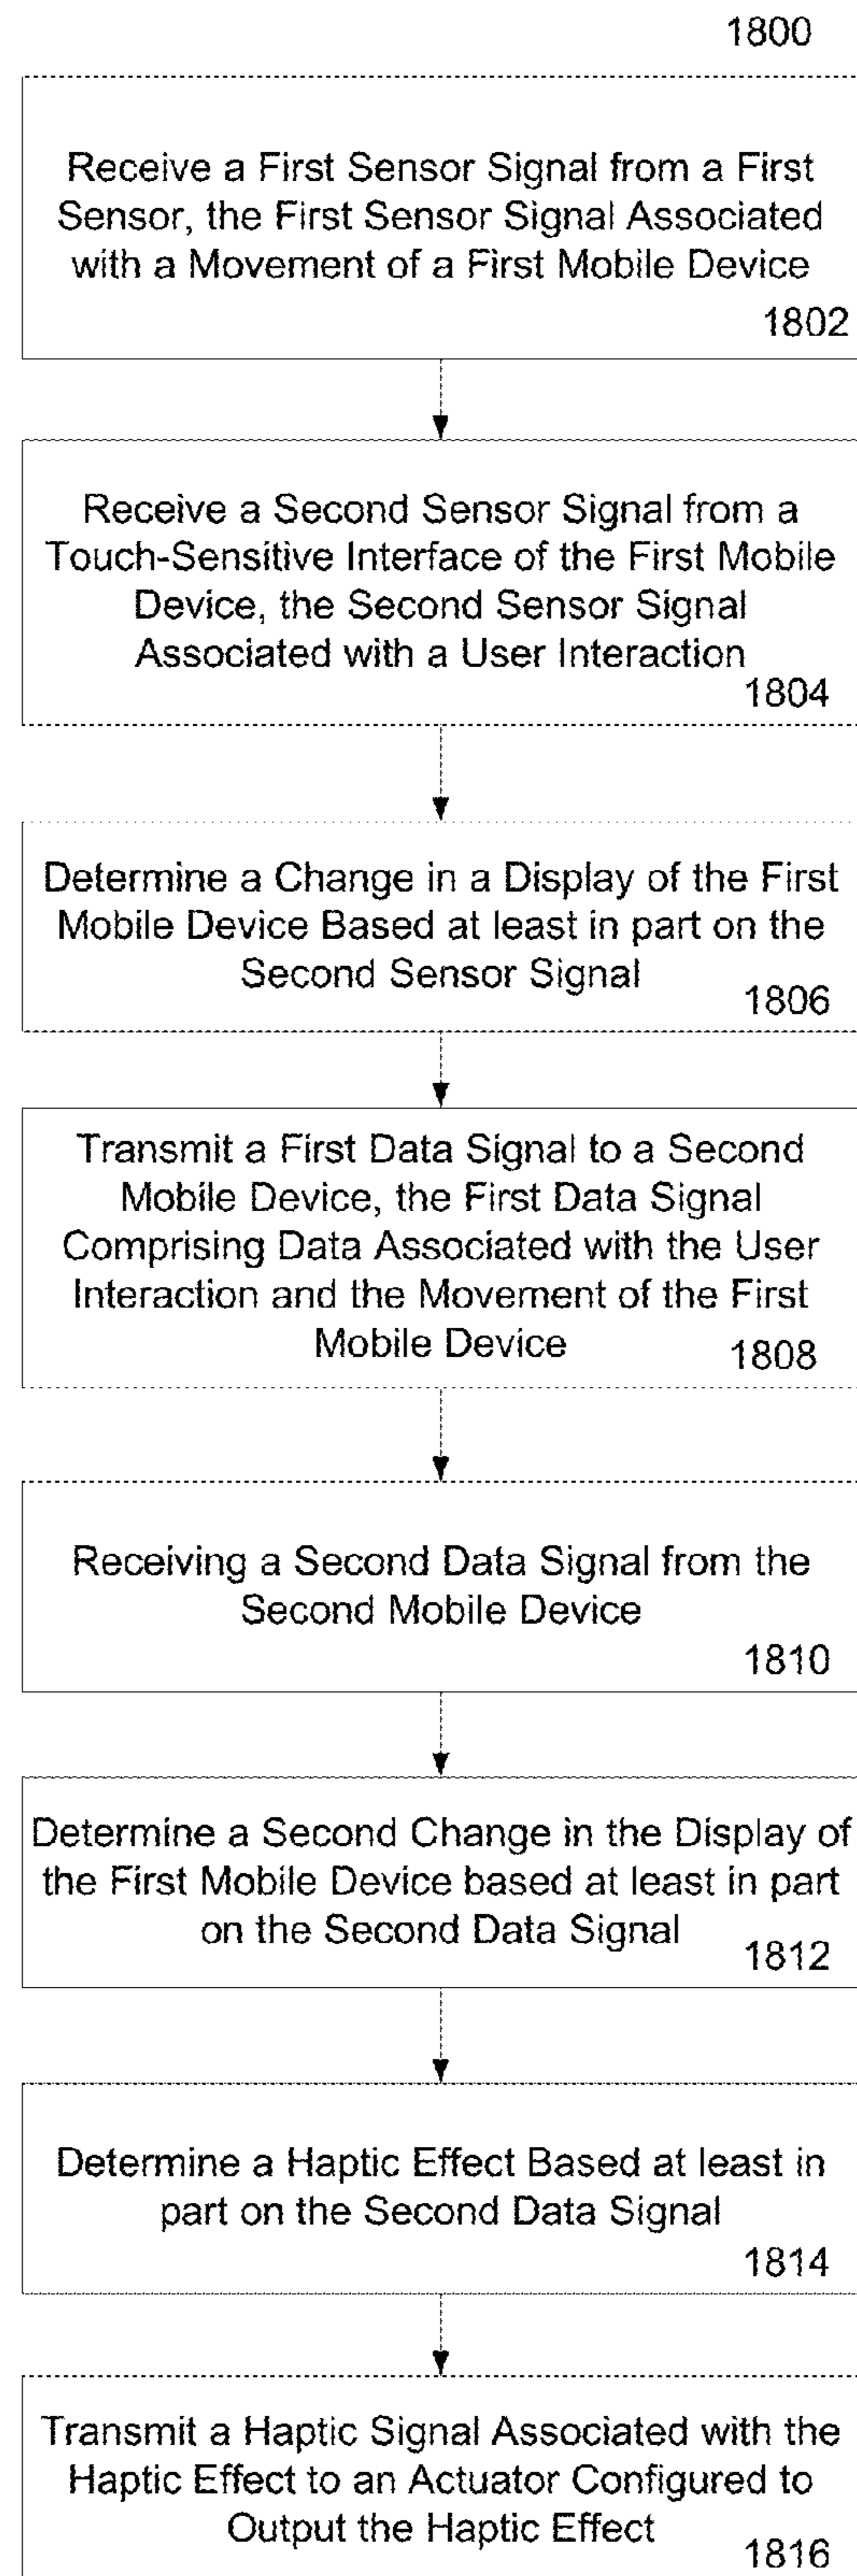 1800
Receive a First Sensor Signal from a First
Sensor, the First Sensor Signal Associated
with a Movement of a First Mobile Device
1802
Receive a Second Sensor Signal from a
Touch-Sensitive Interface of the First Mobile
Device, the Second Sensor Signal
Associated with a User Interaction
1804
Determine a Change in a Display of the First
Mobile Device Based at least in part on the
Second Sensor Signal
1806
Transmit a First Data Signal to a Second
Mobile Device, the First Data Signal
Comprising Data Associated with the User
Interaction and the Movement of the First
Mobile Device
1808
Receiving a Second Data Signal from the
Second Mobile Device
1810
Determine a Second Change in the Display of
the First Mobile Device based at least in part
on the Second Data Signal
1812
Determine a Haptic Effect Based at least in
part on the Second Data Signal
1814
Transmit a Haptic Signal Associated with the
Haptic Effect to an Actuator Configured to
Output the Haptic Effect
1816